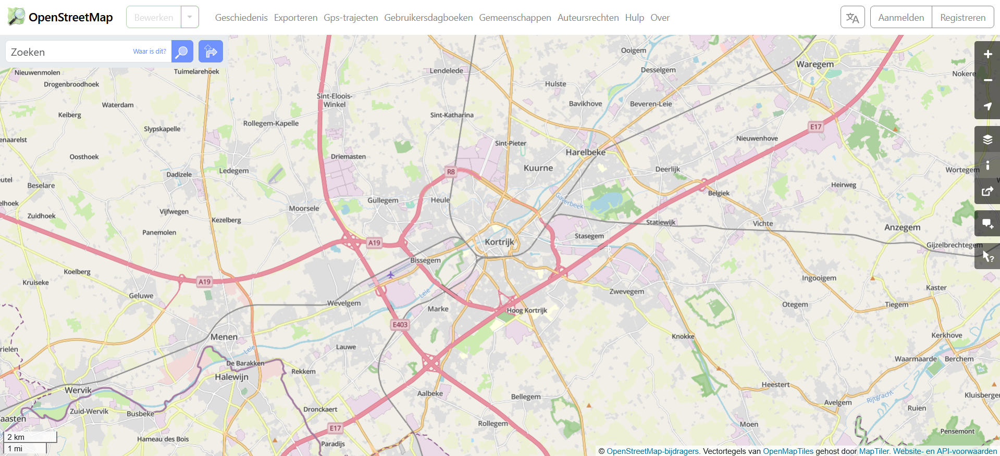 OpenStreetMap
Bewerken
Geschiedenis Exporteren Gps-trajecten Gebruikersdagboeken Gemeenschappen Auteursrechten Hulp Over
Aanmelden Registreren
Zoeken Waar is dit?
Nieuwenmolen
Drogenbroodhoek
Tuimelarehoek
Lendelede
Ooigem
Desselgem
Waregem
Nokere
Hulste
Sint-Eloois-
Winkel
Waterdam
Keiberg
Bavikhove
Beveren-Leie
Sint-Katharina
Slypskapelle
Rollegem-Kapelle
E17
enaarelst
Sint-Pieter
Nieuwenhove
Oosthoek
Driemasten
Harelbeke
Kuurne
Deerlijk
Wortegem
Dadizele
Ledegem
R8
eutel
Beselare
Heirweg
Belgiek
Gaverbeek
elhoek
Gullegem
Heule
Moorsele
Vijfwegen
Zuidhoek
Kezelberg
Statiewijk
Vichte
Anzegem
Panemolen
Stasegem
A19
Kortrijk
Gijzelbrechtegem
Bissegem
Koelberg
Kruiseke
A19
Ingooigem
Kaster
Leie
Zwevegem
Geluwe
Wevelgem
Marke
Hoog Kortrijk
Otegem
Tiegem
E403
Menen
Knokke
Kerkhove
rielen
Leie
Lauwe
De Barakken
Waarmaarde
Berchem
Rekkem
Halewijn
Heestert
Wervik
Aalbeke
Bellegem
Rijtgracht
Kluisbergen
Avelgem
Ruien
Zuid-Wervik
Busbeke
Dronckaert
aasten
Rollegem
Moen
E17
Pensemont
Hameau des Bois
Paradijs
2 km
1 mi
© OpenStreetMap-bijdragers. Vectortegels van OpenMapTiles gehost door MapTiler. Website- en API-voorwaarden